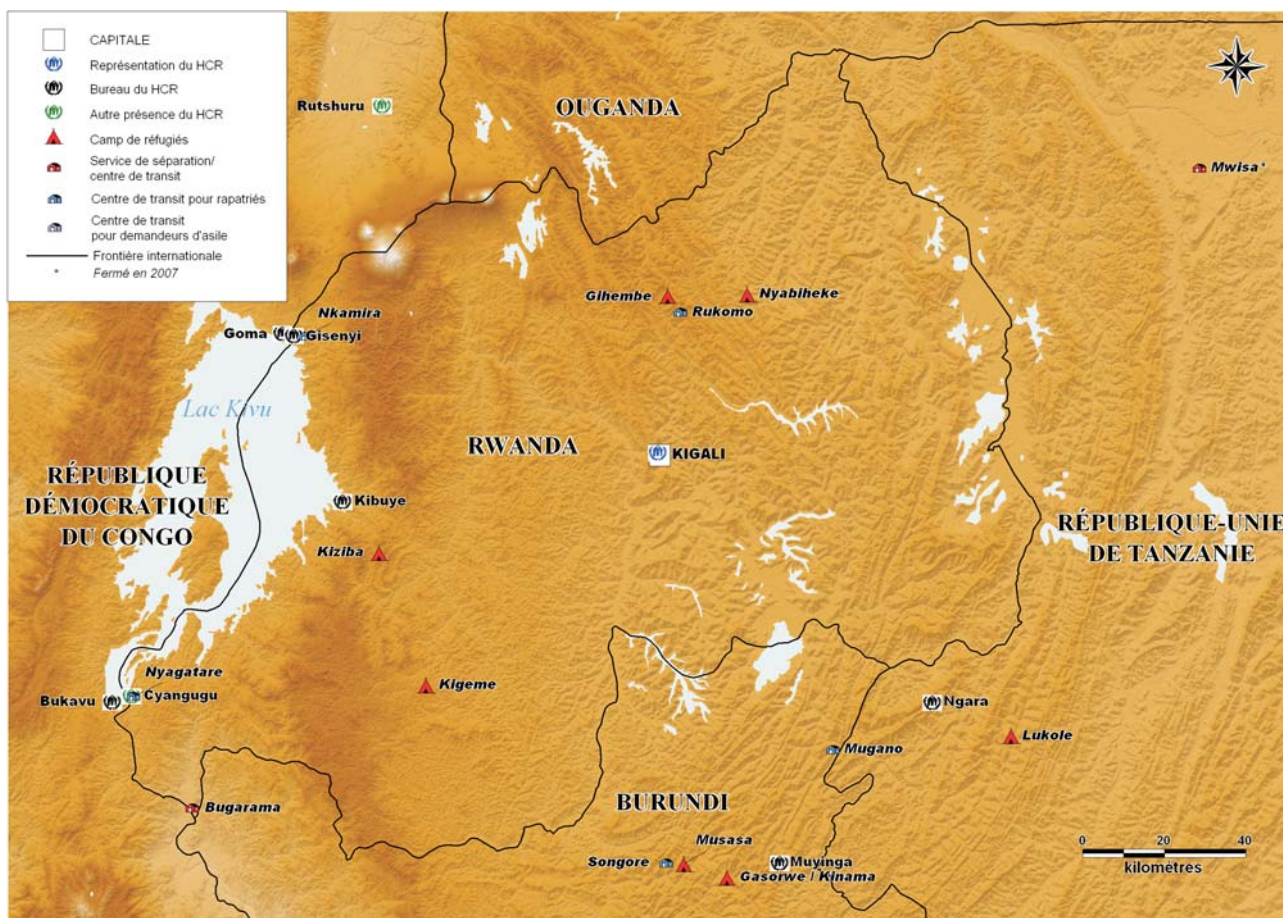 CAPITALE
Représentation du HCR
Bureau du HCR
Autre présence du HCR
Camp de réfugiés
Service de séparation/
centre de transit
Centre de transit pour rapatriés
Centre de transit
pour demandeurs d'asile
Frontière internationale
* Fermé en 2007
Rutshuru
OUGANDA
Mwisa*
Gihembe
Nyabiheke
Rukomo
Nkamira
Goma
Gisenyi
Lac Kivu
RWANDA
KIGALI
RÉPUBLIQUE
DÉMOCRATIQUE
DU CONGO
Kibuye
RÉPUBLIQUE-UNIE
DE TANZANIE
Kiziba
Nyagatare
Bukavu
Cyangugu
Kigeme
Ngara
Lukole
Mugano
Bugarama
BURUNDI
Musasa
Songore
Muyinga
Gasorwe / Kinama
0 20 40
kilomètres